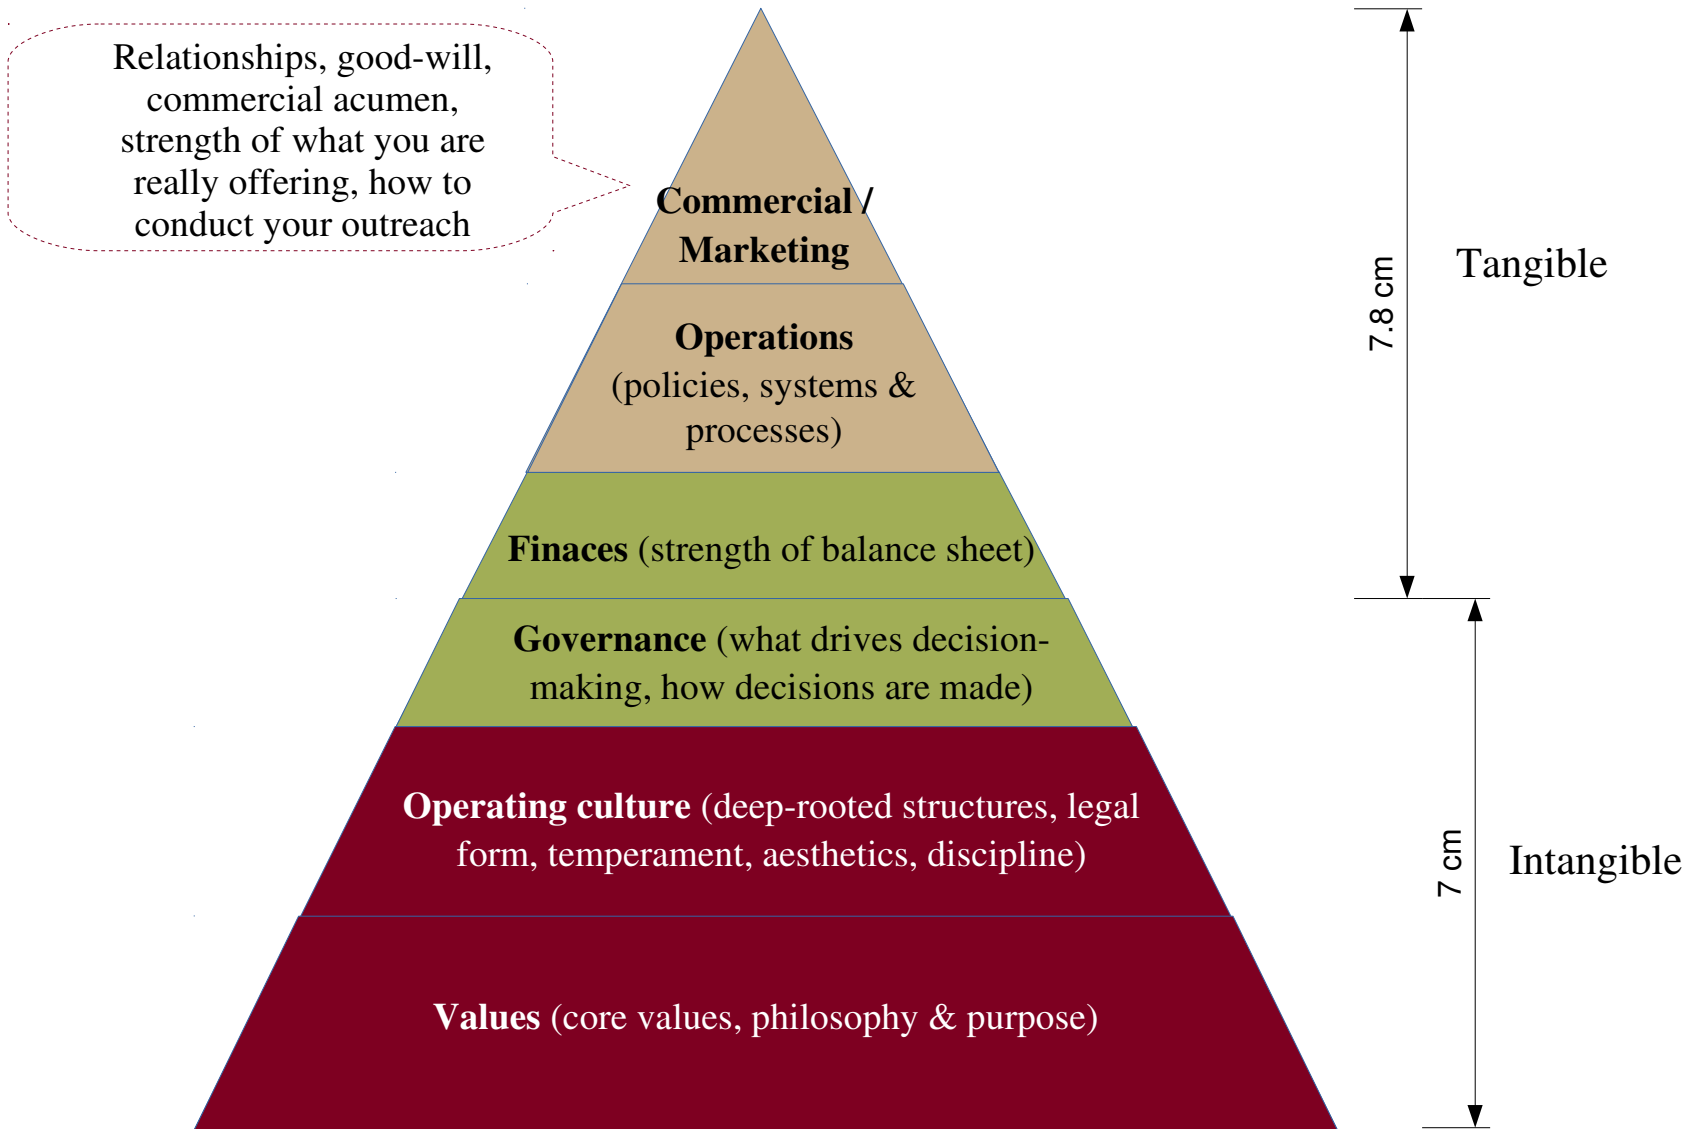 Relationships, good-will,
commercial acumen,
strength of what you are
really offering, how to
conduct your outreach
Commercial /
Marketing
Operations
(policies, systems &
processes)
Finaces (strength of balance sheet)
Governance (what drives decision-
making, how decisions are made)
Operating culture (deep-rooted structures, legal
form, temperament, aesthetics, discipline)
Values (core values, philosophy & purpose)
7.8 cm
Tangible
7 cm
Intangible